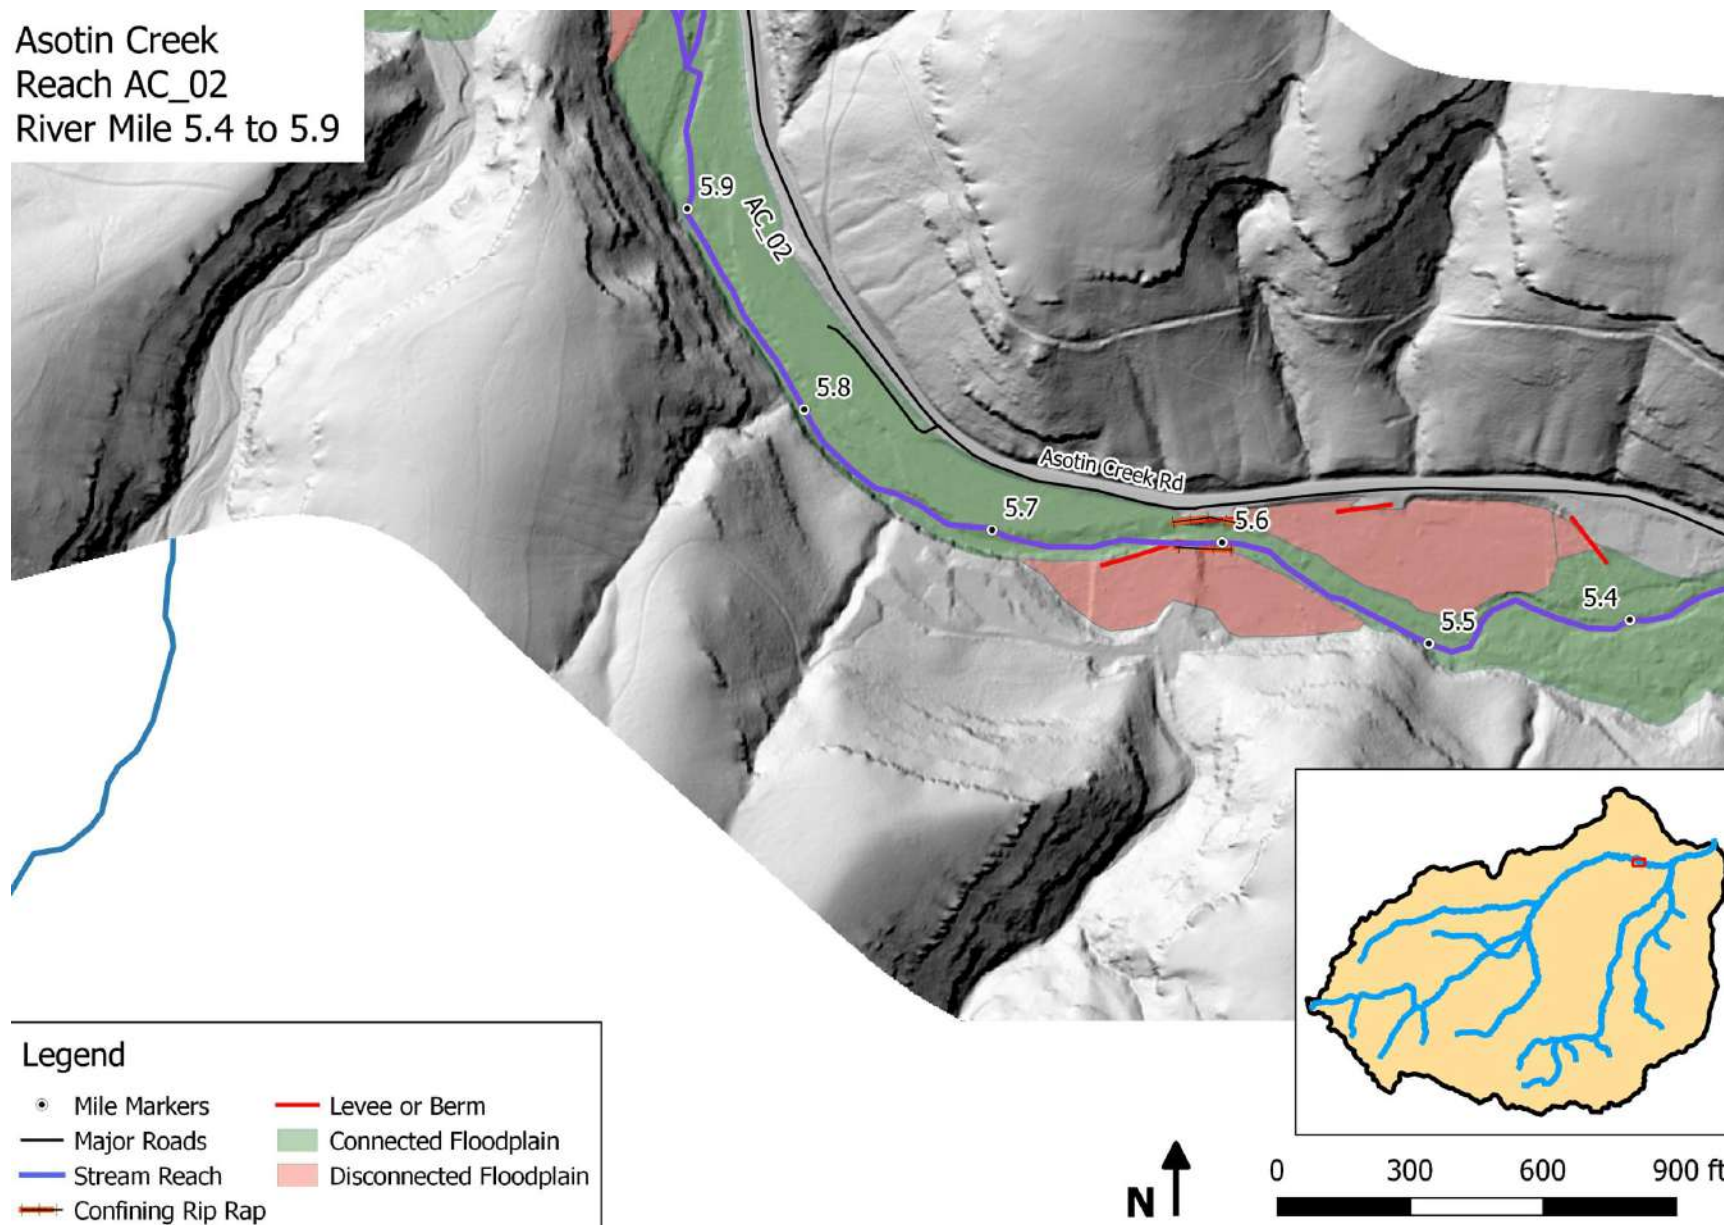 Asotin Creek
Reach AC_02
River Mile 5.4 to 5.9
5.9
AC_02
5.8
Asotin Creek Rd
5.7
5.6
5.5
5.4
Legend
Mile Markers
Levee or Berm
Major Roads
Connected Floodplain
Stream Reach
Disconnected Floodplain
Confining Rip Rap
N
0 300 600 900 ft